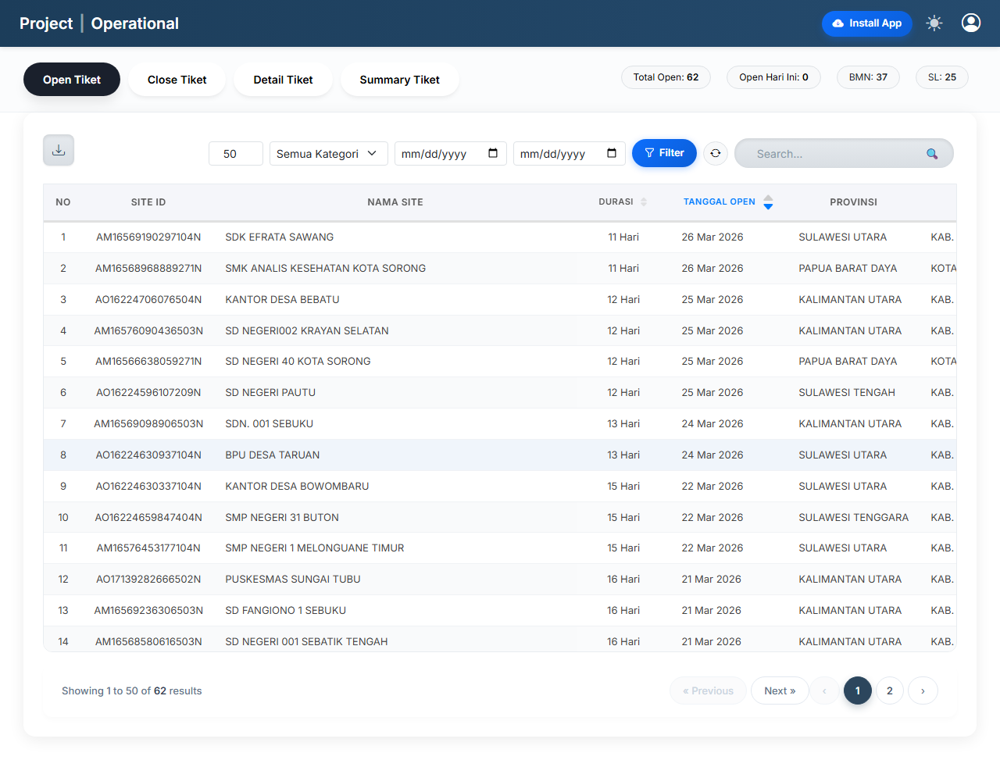 Project | Operational
Install App
Open Tiket
Close Tiket
Detail Tiket
Summary Tiket
Total Open: 62
Open Hari Ini: 0
BMN: 37
SL: 25
50
Semua Kategori
mm/dd/yyyy
mm/dd/yyyy
Filter
Search...
NO SITE ID NAMA SITE DURASI TANGGAL OPEN PROVINSI
1 AM16569190297104N SDK EFRATA SAWANG 11 Hari 26 Mar 2026 SULAWESI UTARA KAB.
2 AM16568968889271N SMK ANALIS KESEHATAN KOTA SORONG 11 Hari 26 Mar 2026 PAPUA BARAT DAYA KOTA
3 AO16224706076504N KANTOR DESA BEBATU 12 Hari 25 Mar 2026 KALIMANTAN UTARA KAB.
4 AM16576090436503N SD NEGERI002 KRAYAN SELATAN 12 Hari 25 Mar 2026 KALIMANTAN UTARA KAB.
5 AM16566638059271N SD NEGERI 40 KOTA SORONG 12 Hari 25 Mar 2026 PAPUA BARAT DAYA KOTA
6 AO16224596107209N SD NEGERI PAUTU 12 Hari 25 Mar 2026 SULAWESI TENGAH KAB.
7 AM16569098906503N SDN. 001 SEBUKU 13 Hari 24 Mar 2026 KALIMANTAN UTARA KAB.
8 AO16224630937104N BPU DESA TARUAN 13 Hari 24 Mar 2026 SULAWESI UTARA KAB.
9 AO16224630337104N KANTOR DESA BOWOMBARU 15 Hari 22 Mar 2026 SULAWESI UTARA KAB.
10 AO16224659847404N SMP NEGERI 31 BUTON 15 Hari 22 Mar 2026 SULAWESI TENGGARA KAB.
11 AM16576453177104N SMP NEGERI 1 MELONGUANE TIMUR 15 Hari 22 Mar 2026 SULAWESI UTARA KAB.
12 AO17139282666502N PUSKESMAS SUNGAI TUBU 16 Hari 21 Mar 2026 KALIMANTAN UTARA KAB.
13 AM16569236306503N SD FANGIONO 1 SEBUKU 16 Hari 21 Mar 2026 KALIMANTAN UTARA KAB.
14 AM16568580616503N SD NEGERI 001 SEBATIK TENGAH 16 Hari 21 Mar 2026 KALIMANTAN UTARA KAB.
Showing 1 to 50 of 62 results
« Previous Next » ‹ 1 2 ›